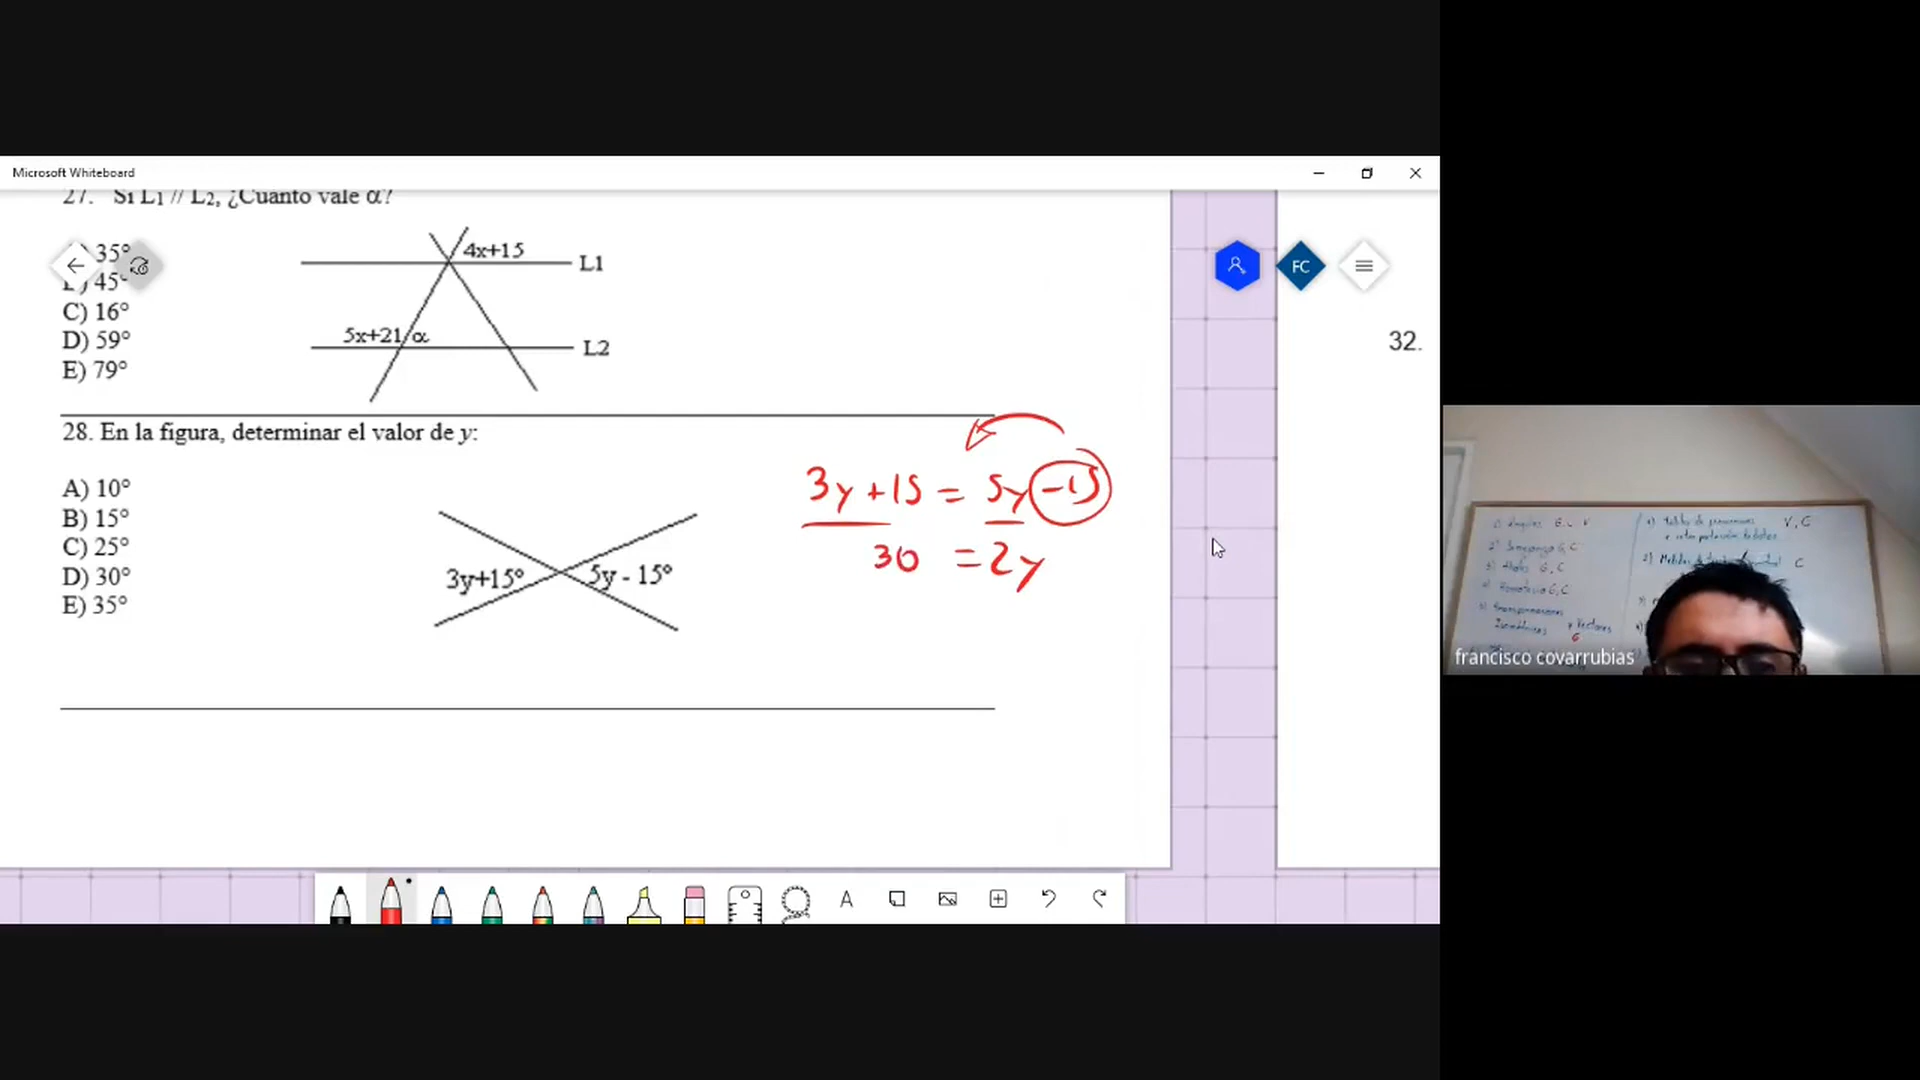 Microsoft Whiteboard
27. Si L1 // L2, ¿Cuanto vale α?
35°
45°
C) 16°
D) 59°
E) 79°
4x+15
L1
5x+21 α
L2
28. En la figura, determinar el valor de y:
A) 10°
B) 15°
C) 25°
D) 30°
E) 35°
3y+15°
5y - 15°
3y+15 = 5y-15
30 = 2y
FC
32.
A
francisco covarrubias